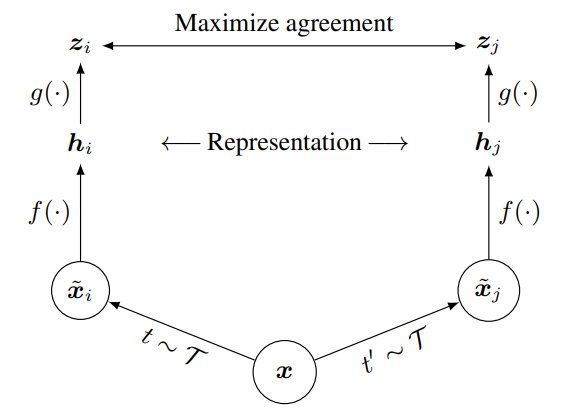 Maximize agreement
z_i z_j
g(·) g(·)
h_i ← Representation → h_j
f(·) f(·)
x̃_i x̃_j
t ∼ 𝒯 t′ ∼ 𝒯
x